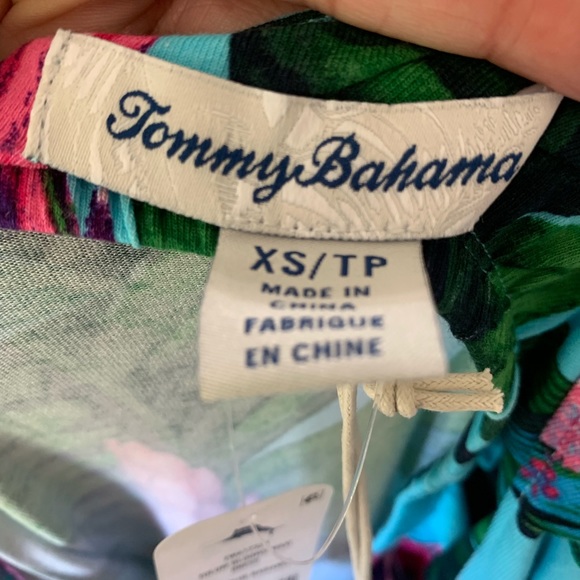 Tommy Bahama
XS/TP
MADE IN
CHINA
FABRIQUE
EN CHINE